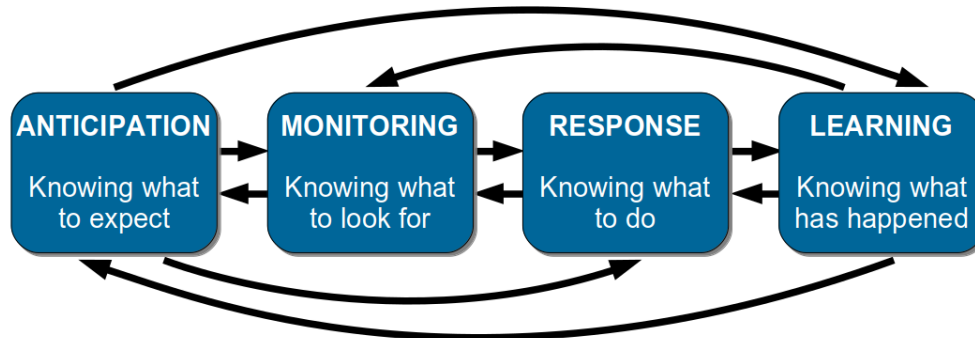 ANTICIPATION
Knowing what
to expect
MONITORING
Knowing what
to look for
RESPONSE
Knowing what
to do
LEARNING
Knowing what
has happened